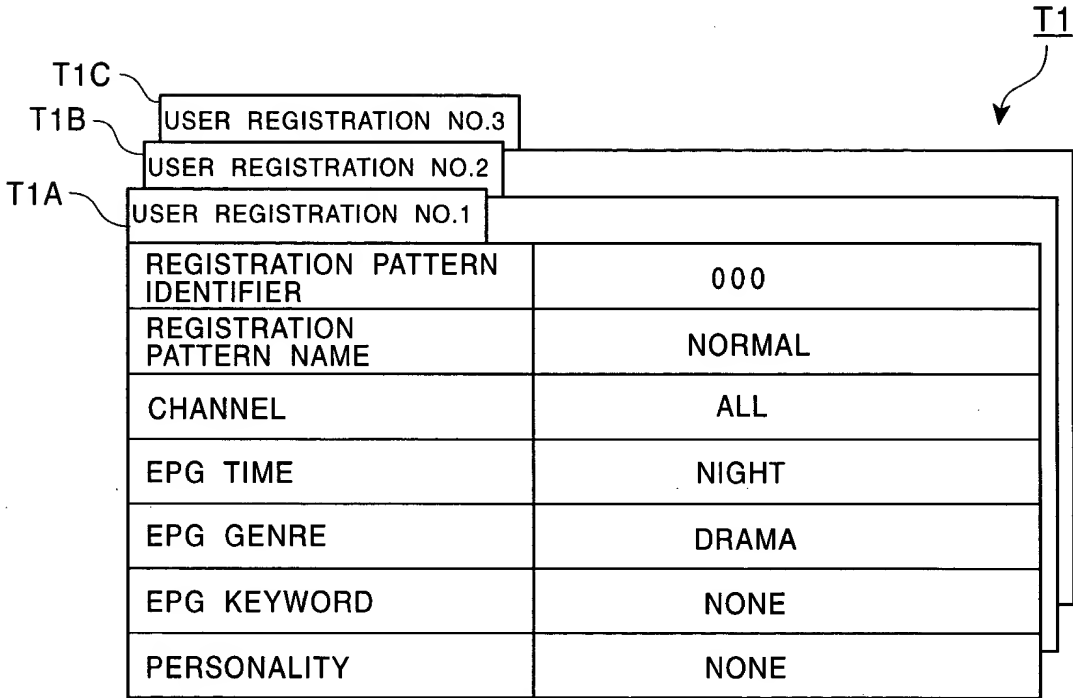 T1
T1C
USER REGISTRATION NO.3
T1B
USER REGISTRATION NO.2
T1A
USER REGISTRATION NO.1
REGISTRATION PATTERN
IDENTIFIER
000
REGISTRATION
PATTERN NAME
NORMAL
CHANNEL
ALL
EPG TIME
NIGHT
EPG GENRE
DRAMA
EPG KEYWORD
NONE
PERSONALITY
NONE